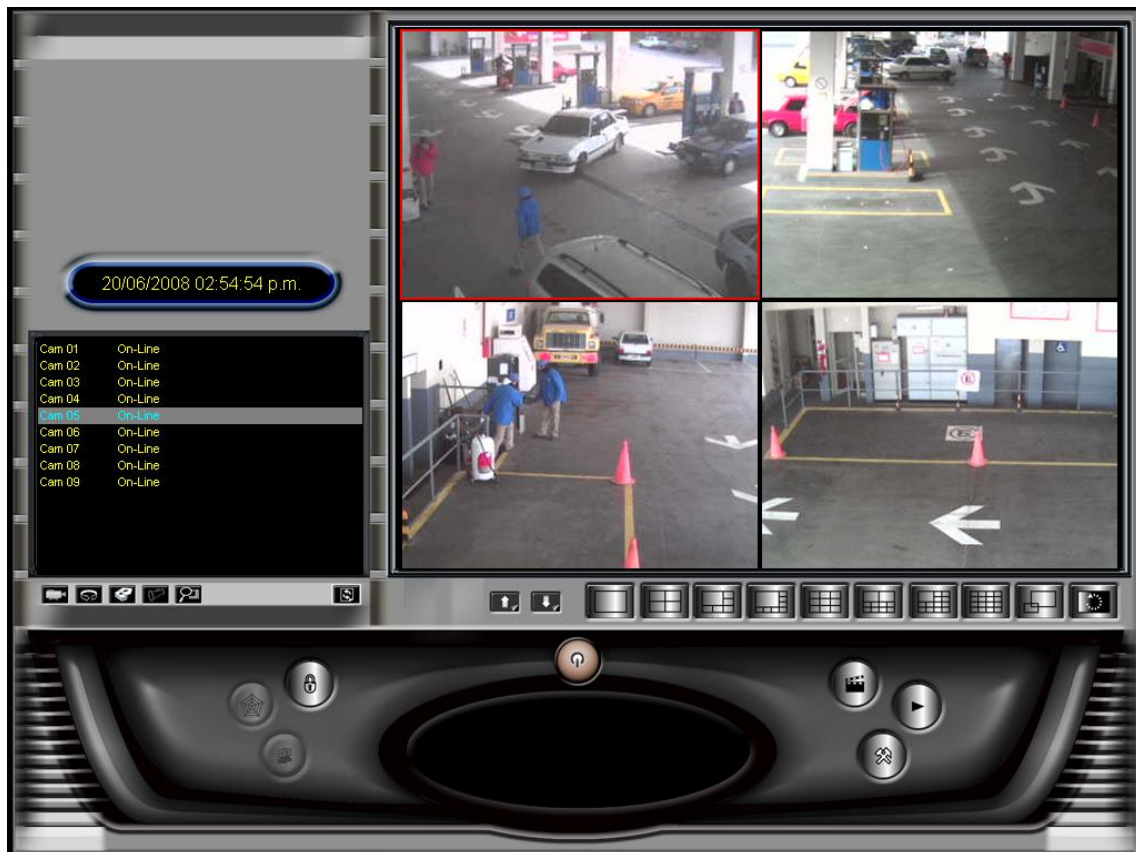 20/06/2008 02:54:54 p.m.
Cam 01 On-Line
Cam 02 On-Line
Cam 03 On-Line
Cam 04 On-Line
Cam 05 On-Line
Cam 06 On-Line
Cam 07 On-Line
Cam 08 On-Line
Cam 09 On-Line